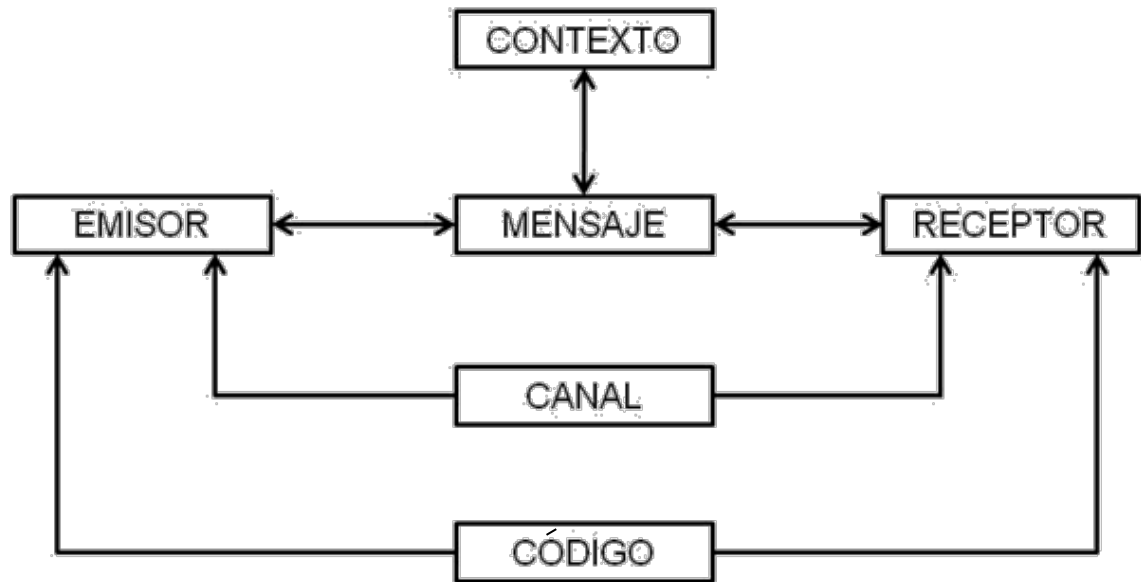 CONTEXTO
EMISOR
MENSAJE
RECEPTOR
CANAL
CÓDIGO